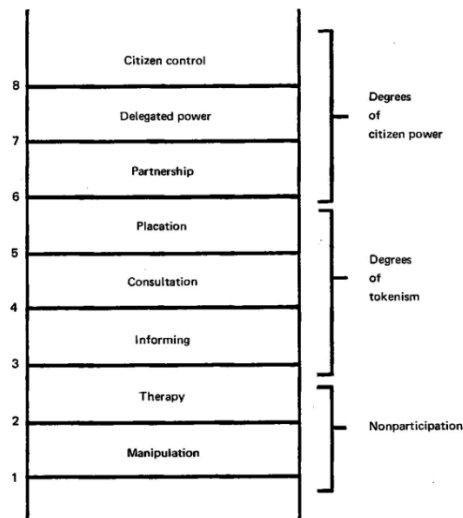 Citizen control
8
Delegated power
7
Partnership
6
Placation
5
Consultation
4
Informing
3
Therapy
2
Manipulation
1
Degrees
of
citizen power
Degrees
of
tokenism
Nonparticipation